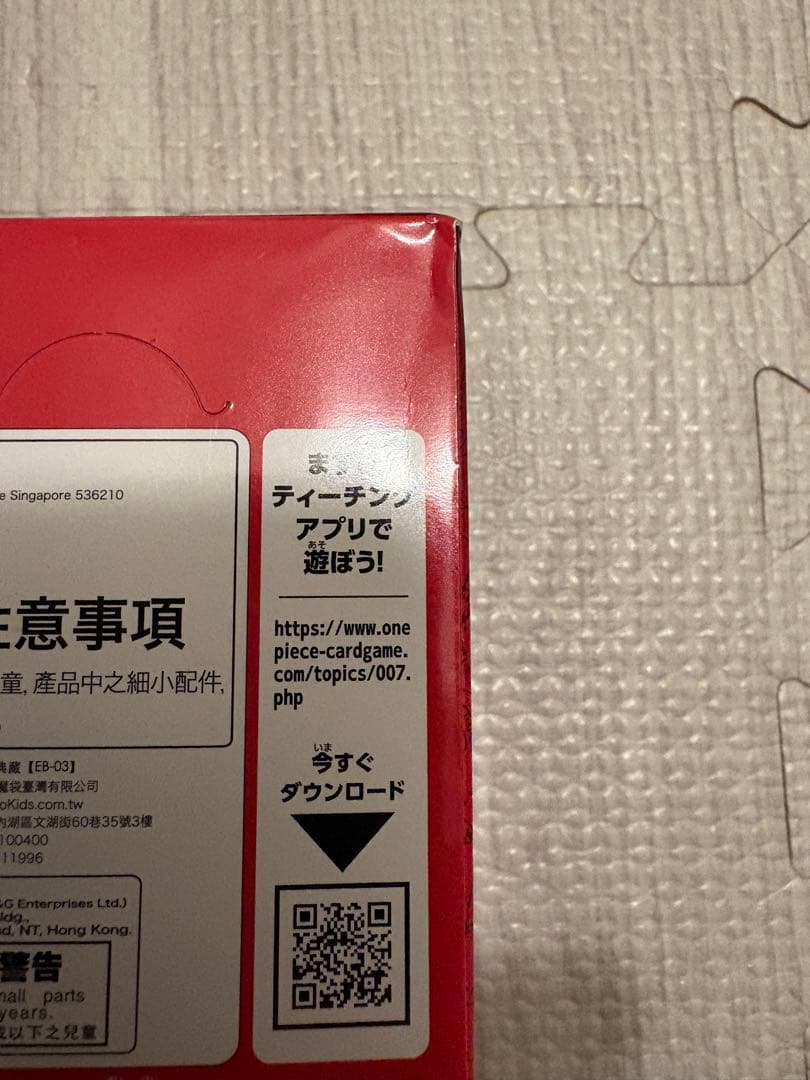 e Singapore 536210
意事項
童, 產品中之細小配件,
典藏【EB-03】
臺灣有限公司
oKids.com.tw
內湖區文湖街60巷35號3樓
100400
11996
&G Enterprises Ltd.)
ldg.,
d, NT, Hong Kong.
警告
mall parts
years.
以下之兒童
ま
ティーチング
アプリで
あそ
遊ぼう!
https://www.one
piece-cardgame.
com/topics/007.
php
いま
今すぐ
ダウンロード